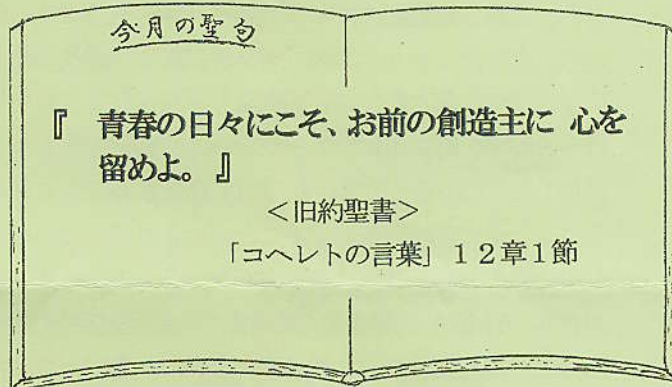 今月の聖句
『 青春の日々にこそ、お前の創造主に 心を
留めよ。 』
＜旧約聖書＞
「コヘレトの言葉」１２章１節